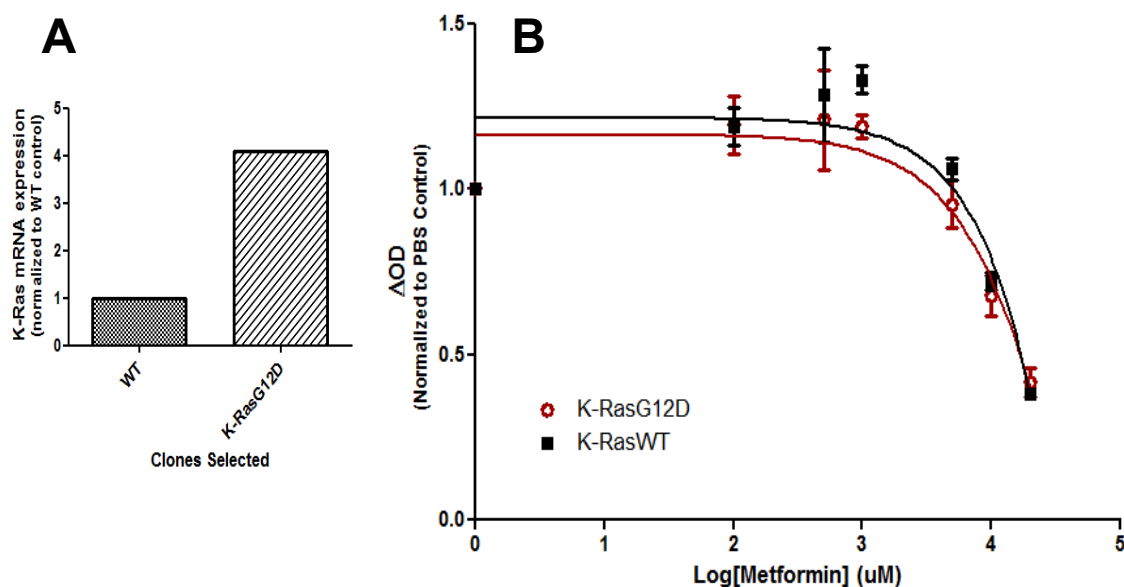 A
K-Ras mRNA expression
(normalized to WT control)
5
4
3
2
1
0
WT
K-RasG12D
Clones Selected
B
ΔOD
(Normalized to PBS Control)
1.5
1.0
0.5
0.0
K-RasG12D
K-RasWT
0
1
2
3
4
5
Log[Metformin] (uM)